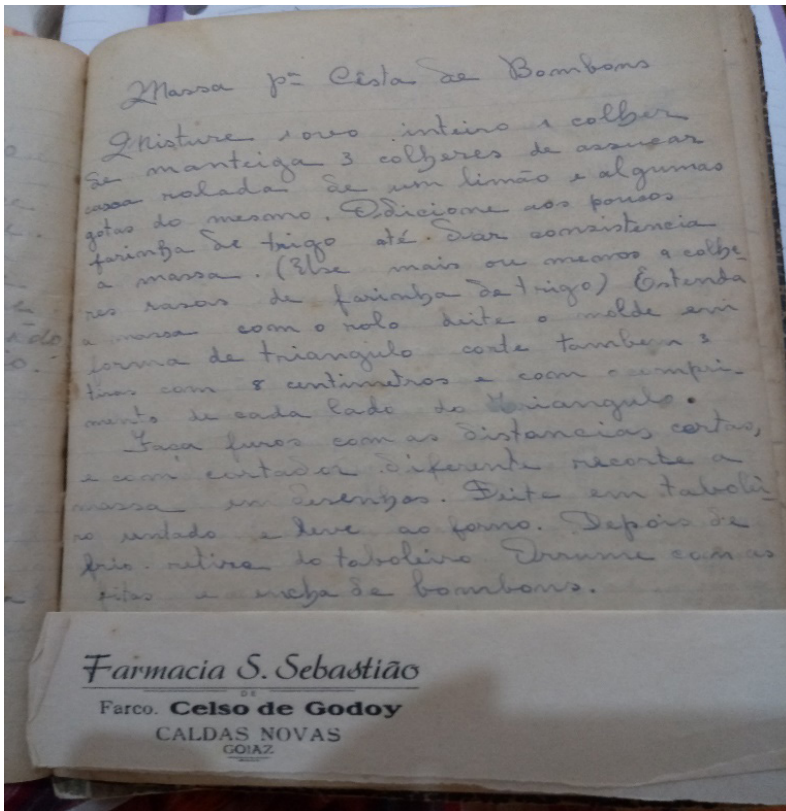 Massa pª Cêsta de Bombons
Misture 1 ovo inteiro 1 colher
de manteiga 3 colheres de assucar
casca rolada de um limão e algumas
gotas do mesmo. Adicione aos poucos
farinha de trigo até dar consistencia
a massa. (Use mais ou menos 9 colhe-
res rasas de farinha de trigo) Estenda
a massa com o rolo deite o molde em
forma de triangulo corte tambem 3
tiras com 8 centimetros e com o compri-
mento de cada lado do triangulo.
Faça furos com as distancias certas,
e com cortador diferente recorte a
massa em desenhos. Deite em tabolei-
ro untado e leve ao forno. Depois de
frio retire do taboleiro Arrume com as
fitas e encha de bombons.
Farmacia S. Sebastião
DE
Farco. Celso de Godoy
CALDAS NOVAS
GOIAZ